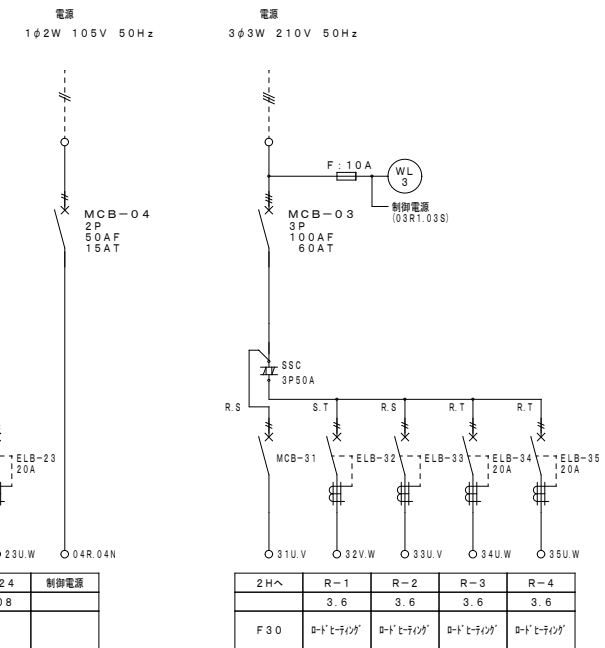 電源
1φ2W 105V 50Hz
電源
3φ3W 210V 50Hz
F:10A
WL
3
制御電源
(03R1.03S)
MCB-04
2P
50AF
15AT
MCB-03
3P
100AF
60AT
SSC
3P50A
R.S
S.T
R.S
R.T
R.T
ELB-23
20A
MCB-31
ELB-32
ELB-33
ELB-34
20A
ELB-35
20A
23U.W
04R.04N
31U.V
32V.W
33U.V
34U.W
35U.W
24 制御電源
08
2Hへ R-1 R-2 R-3 R-4
3.6 3.6 3.6 3.6
F30 ロードヒーティング ロードヒーティング ロードヒーティング ロードヒーティング